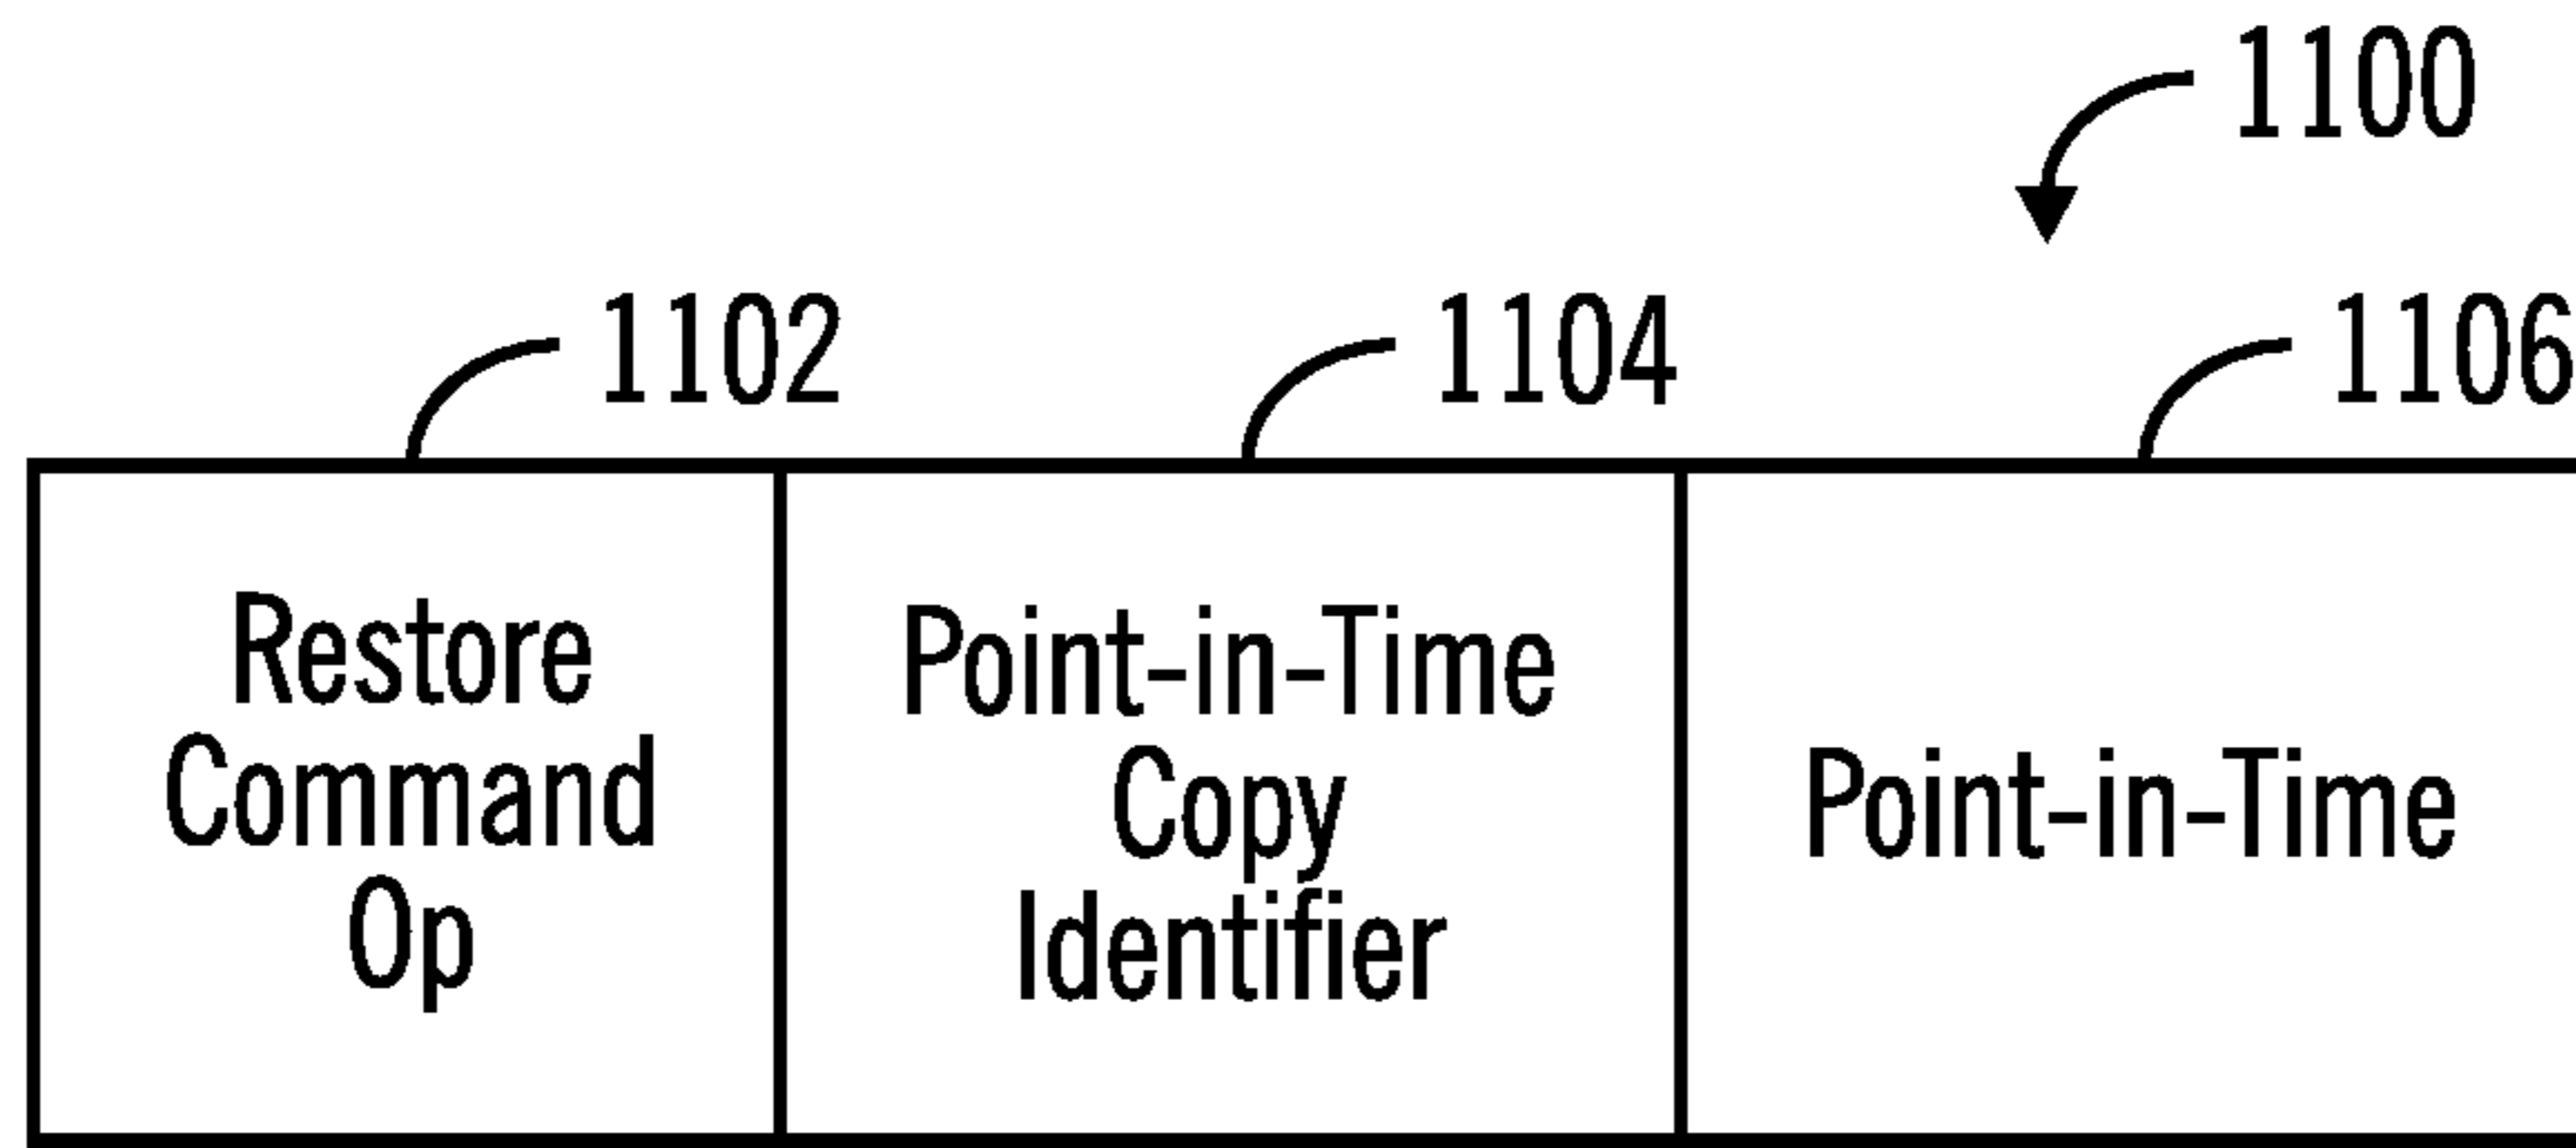 1100
1102
1104
1106
Restore
Command
Op
Point-in-Time
Copy
Identifier
Point-in-Time